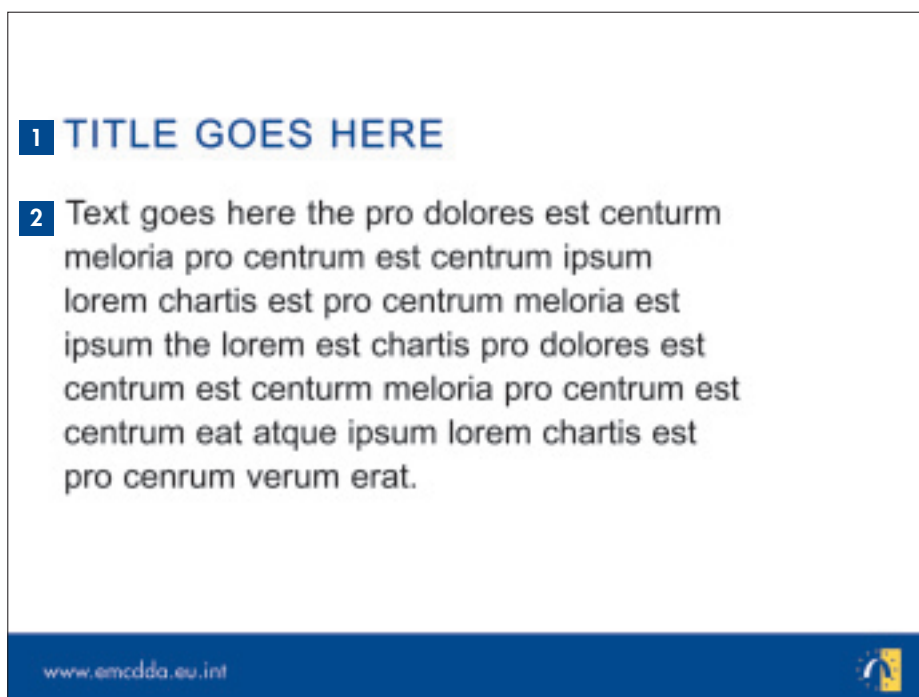 1 TITLE GOES HERE
2 Text goes here the pro dolores est centurm
meloria pro centrum est centrum ipsum
lorem chartis est pro centrum meloria est
ipsum the lorem est chartis pro dolores est
centrum est centurm meloria pro centrum est
centrum eat atque ipsum lorem chartis est
pro cenrum verum erat.
www.emcdda.eu.int